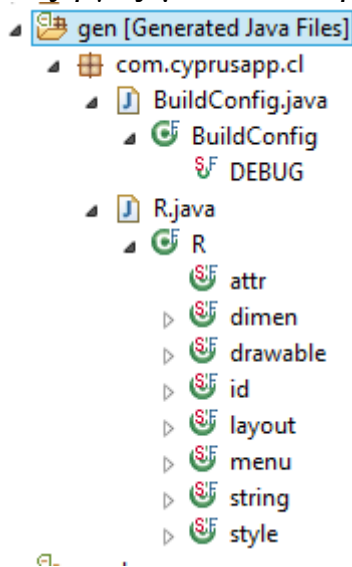 gen [Generated Java Files]
com.cyprusapp.cl
BuildConfig.java
BuildConfig
DEBUG
R.java
R
attr
dimen
drawable
id
layout
menu
string
style